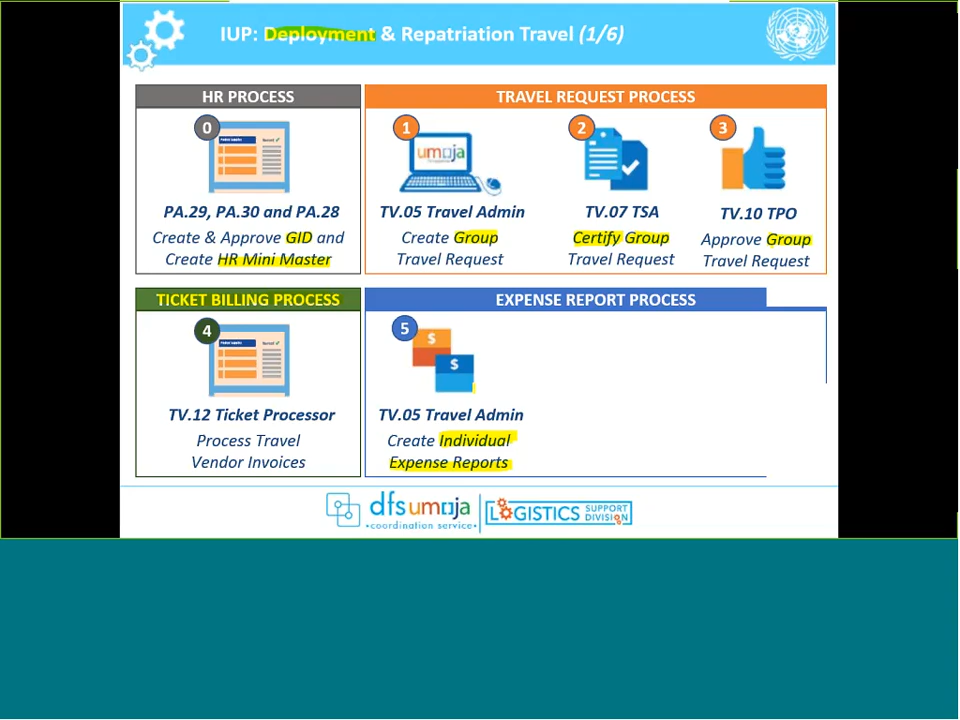 IUP: Deployment & Repatriation Travel (1/6)
HR PROCESS
0
PA.29, PA.30 and PA.28
Create & Approve GID and
Create HR Mini Master
TRAVEL REQUEST PROCESS
1
umoja
TV.05 Travel Admin
Create Group
Travel Request
2
TV.07 TSA
Certify Group
Travel Request
3
TV.10 TPO
Approve Group
Travel Request
TICKET BILLING PROCESS
4
TV.12 Ticket Processor
Process Travel
Vendor Invoices
EXPENSE REPORT PROCESS
5
$
$
TV.05 Travel Admin
Create Individual
Expense Reports
dfsumoja
•coordination service•
LOGISTICS SUPPORT DIVISION